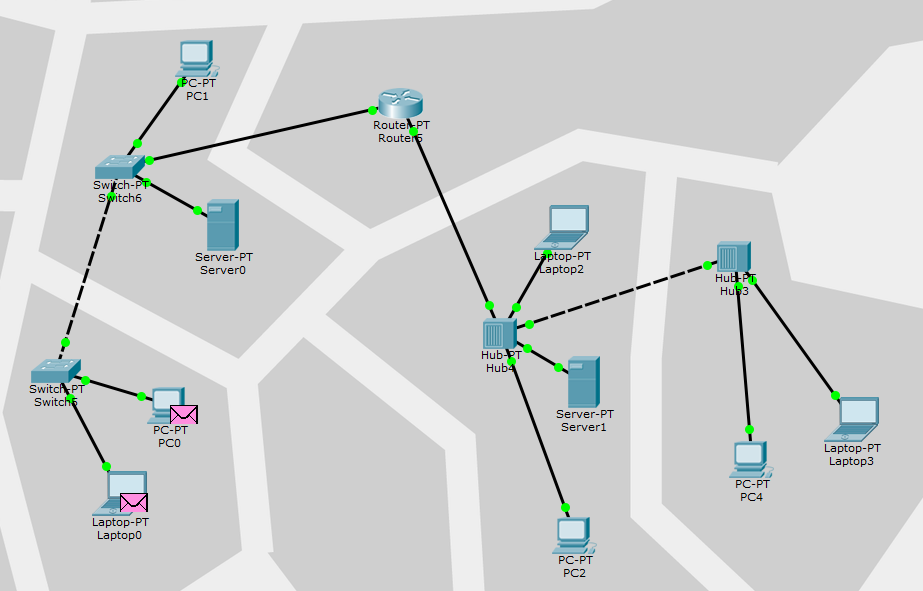 PC-PT
PC1
Router-PT
Router5
Switch-PT
Switch6
Server-PT
Server0
Laptop-PT
Laptop2
Hub-PT
Hub3
Hub-PT
Hub4
Switch-PT
Switch5
Server-PT
Server1
PC-PT
PC0
Laptop-PT
Laptop3
PC-PT
PC4
Laptop-PT
Laptop0
PC-PT
PC2